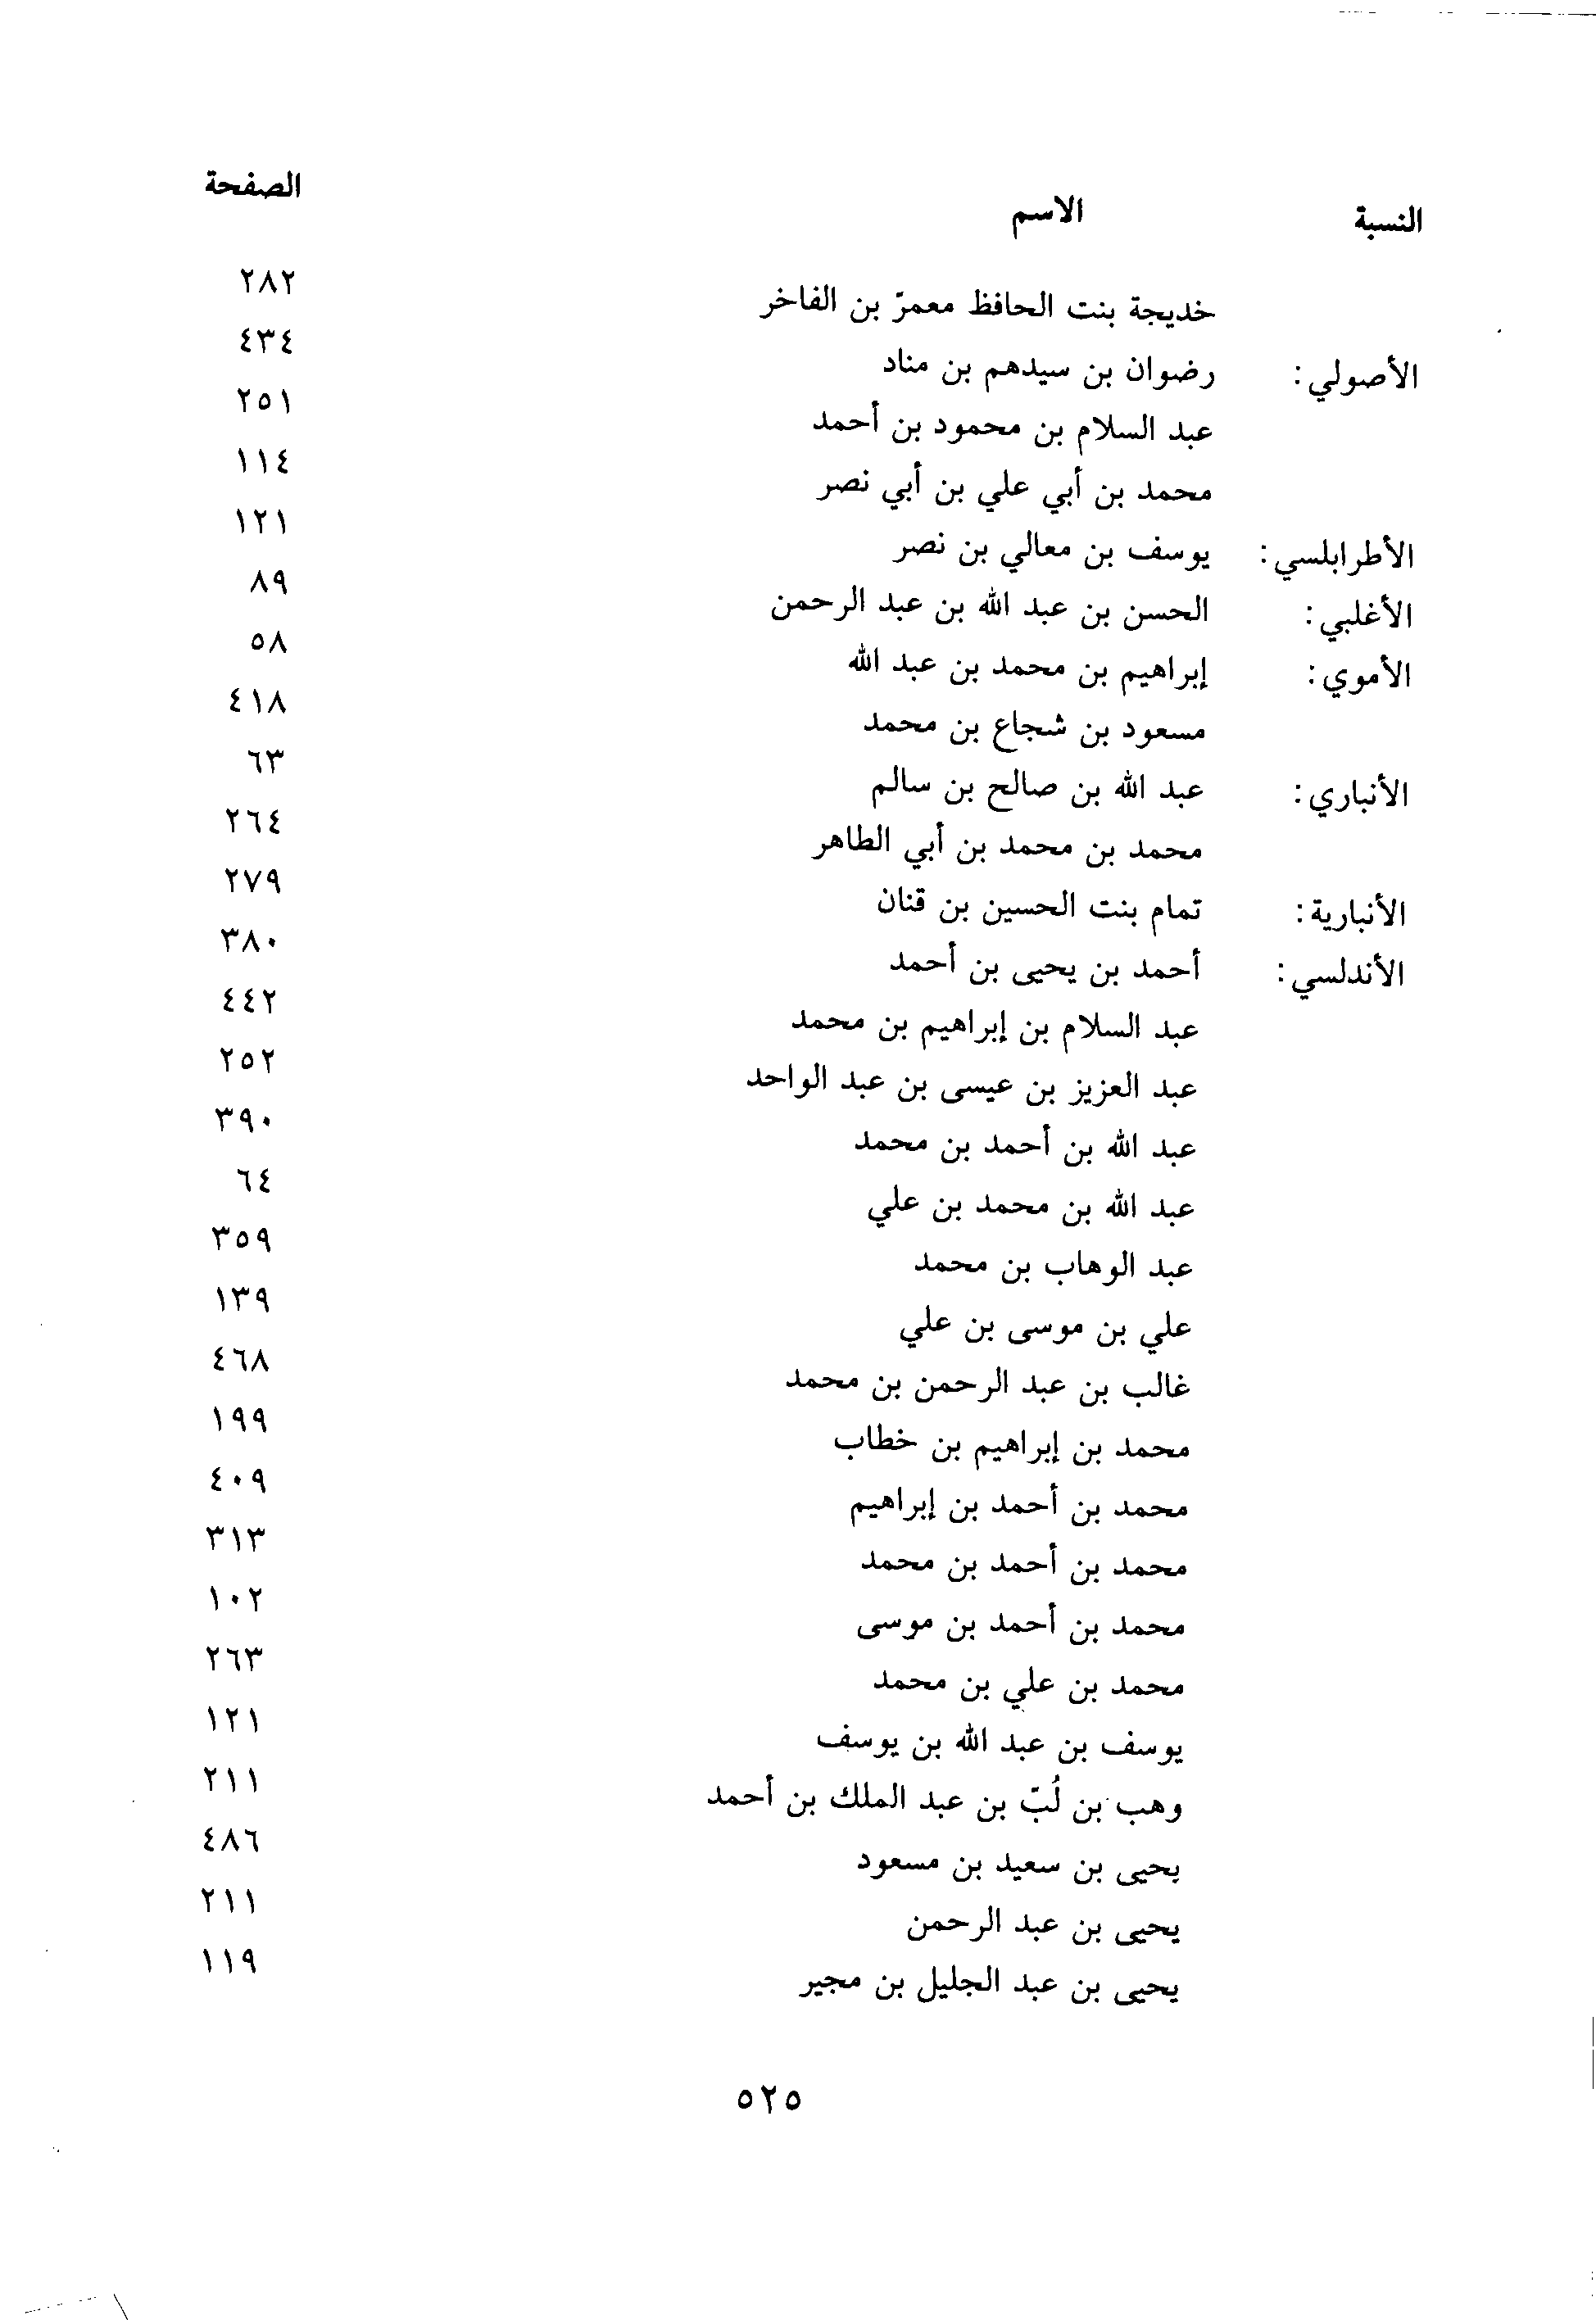 النسبة الاسم الصفحة
خديجة بنت الحافظ معمرّ بن الفاخر ٢٨٢
الأصولي: رضوان بن سيدهم بن مناد ٤٣٤
عبد السلام بن محمود بن أحمد ٢٥١
محمد بن أبي علي بن أبي نصر ١١٤
الأطرابلسي: يوسف بن معالي بن نصر ١٢١
الأغلبي: الحسن بن عبد الله بن عبد الرحمن ٨٩
الأموي: إبراهيم بن محمد بن عبد الله ٥٨
مسعود بن شجاع بن محمد ٤١٨
الأنباري: عبد الله بن صالح بن سالم ٦٣
محمد بن محمد بن أبي الطاهر ٢٦٤
الأنبارية: تمام بنت الحسين بن قنان ٢٧٩
الأندلسي: أحمد بن يحيى بن أحمد ٣٨٠
عبد السلام بن إبراهيم بن محمد ٤٤٢
عبد العزيز بن عيسى بن عبد الواحد ٢٥٢
عبد الله بن أحمد بن محمد ٣٩٠
عبد الله بن محمد بن علي ٦٤
عبد الوهاب بن محمد ٣٥٩
علي بن موسى بن علي ١٣٩
غالب بن عبد الرحمن بن محمد ٤٦٨
محمد بن إبراهيم بن خطاب ١٩٩
محمد بن أحمد بن إبراهيم ٤٠٩
محمد بن أحمد بن محمد ٣١٣
محمد بن أحمد بن موسى ١٠٢
محمد بن علي بن محمد ٢٦٣
يوسف بن عبد الله بن يوسف ١٢١
وهب بن لُبّ بن عبد الملك بن أحمد ٢١١
يحيى بن سعيد بن مسعود ٤٨٦
يحيى بن عبد الرحمن ٢١١
يحيى بن عبد الجليل بن مجير ١١٩
٥٢٥